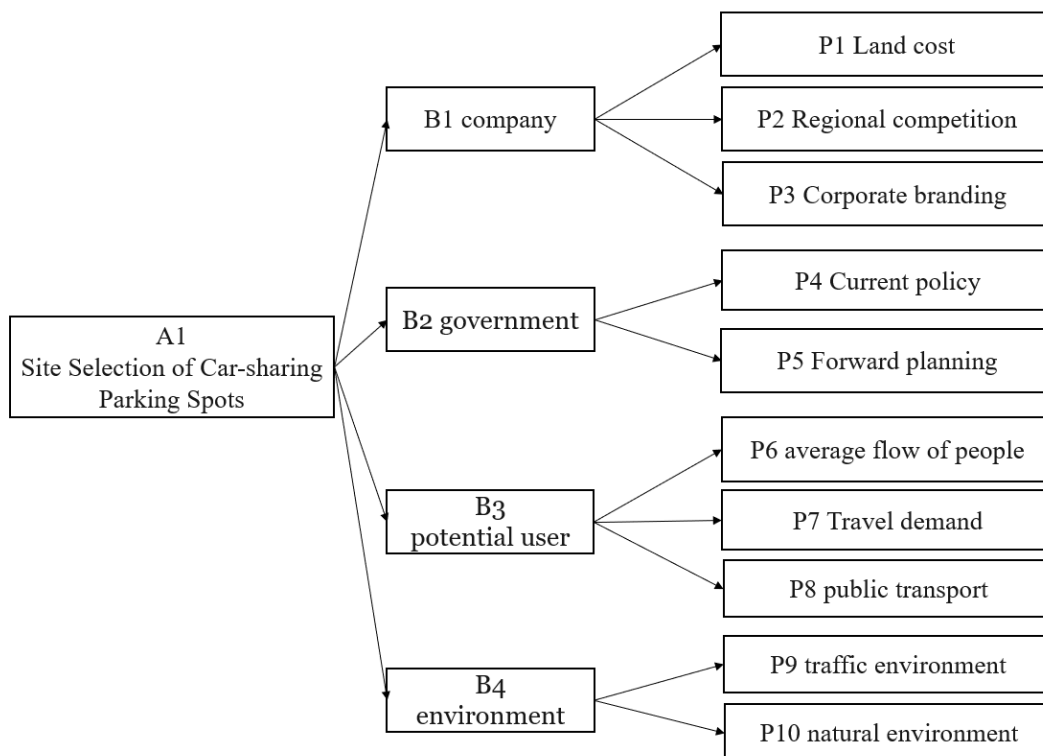 A1
Site Selection of Car-sharing
Parking Spots
B1 company
P1 Land cost
P2 Regional competition
P3 Corporate branding
B2 government
P4 Current policy
P5 Forward planning
B3
potential user
P6 average flow of people
P7 Travel demand
P8 public transport
B4
environment
P9 traffic environment
P10 natural environment